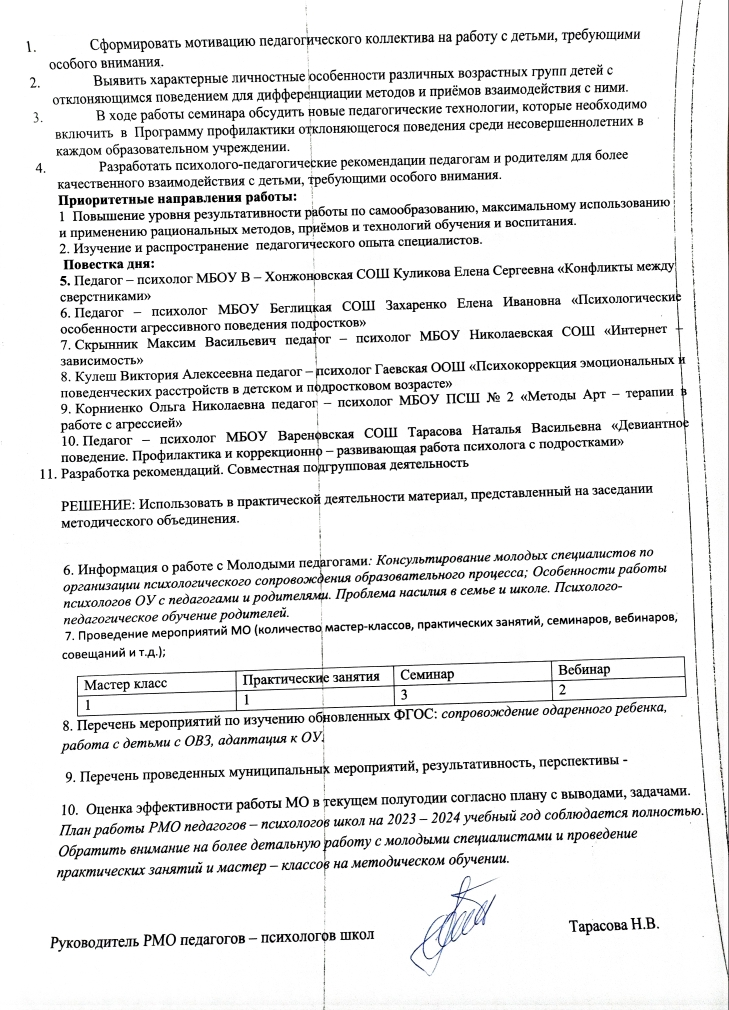 1. Сформировать мотивацию педагогического коллектива на работу с детьми, требующими
особого внимания.
2. Выявить характерные личностные особенности различных возрастных групп детей с
отклоняющимся поведением для дифференциации методов и приёмов взаимодействия с ними.
3. В ходе работы семинара обсудить новые педагогические технологии, которые необходимо
включить в Программу профилактики отклоняющегося поведения среди несовершеннолетних в
каждом образовательном учреждении.
4. Разработать психолого-педагогические рекомендации педагогам и родителям для более
качественного взаимодействия с детьми, требующими особого внимания.
Приоритетные направления работы:
1 Повышение уровня результативности работы по самообразованию, максимальному использованию
и применению рациональных методов, приёмов и технологий обучения и воспитания.
2. Изучение и распространение педагогического опыта специалистов.
Повестка дня:
5. Педагог – психолог МБОУ В – Хонжоновская СОШ Куликова Елена Сергеевна «Конфликты между
сверстниками»
6. Педагог – психолог МБОУ Беглицкая СОШ Захаренко Елена Ивановна «Психологические
особенности агрессивного поведения подростков»
7. Скрынник Максим Васильевич педагог – психолог МБОУ Николаевская СОШ «Интернет –
зависимость»
8. Кулеш Виктория Алексеевна педагог – психолог Гаевская ООШ «Психокоррекция эмоциональных и
поведенческих расстройств в детском и подростковом возрасте»
9. Корниенко Ольга Николаевна педагог – психолог МБОУ ПСШ № 2 «Методы Арт – терапии в
работе с агрессией»
10. Педагог – психолог МБОУ Вареновская СОШ Тарасова Наталья Васильевна «Девиантное
поведение. Профилактика и коррекционно – развивающая работа психолога с подростками»
11. Разработка рекомендаций. Совместная подгрупповая деятельность
РЕШЕНИЕ: Использовать в практической деятельности материал, представленный на заседании
методического объединения.
6. Информация о работе с Молодыми педагогами: Консультирование молодых специалистов по
организации психологического сопровождения образовательного процесса; Особенности работы
психологов ОУ с педагогами и родителями. Проблема насилия в семье и школе. Психолого-
педагогическое обучение родителей.
7. Проведение мероприятий МО (количество мастер-классов, практических занятий, семинаров, вебинаров,
совещаний и т.д.);
Мастер класс Практические занятия Семинар Вебинар
1 1 3 2
8. Перечень мероприятий по изучению обновленных ФГОС: сопровождение одаренного ребенка,
работа с детьми с ОВЗ, адаптация к ОУ.
9. Перечень проведенных муниципальных мероприятий, результативность, перспективы -
10. Оценка эффективности работы МО в текущем полугодии согласно плану с выводами, задачами.
План работы РМО педагогов – психологов школ на 2023 – 2024 учебный год соблюдается полностью.
Обратить внимание на более детальную работу с молодыми специалистами и проведение
практических занятий и мастер – классов на методическом обучении.
Руководитель РМО педагогов – психологов школ Тарасова Н.В.